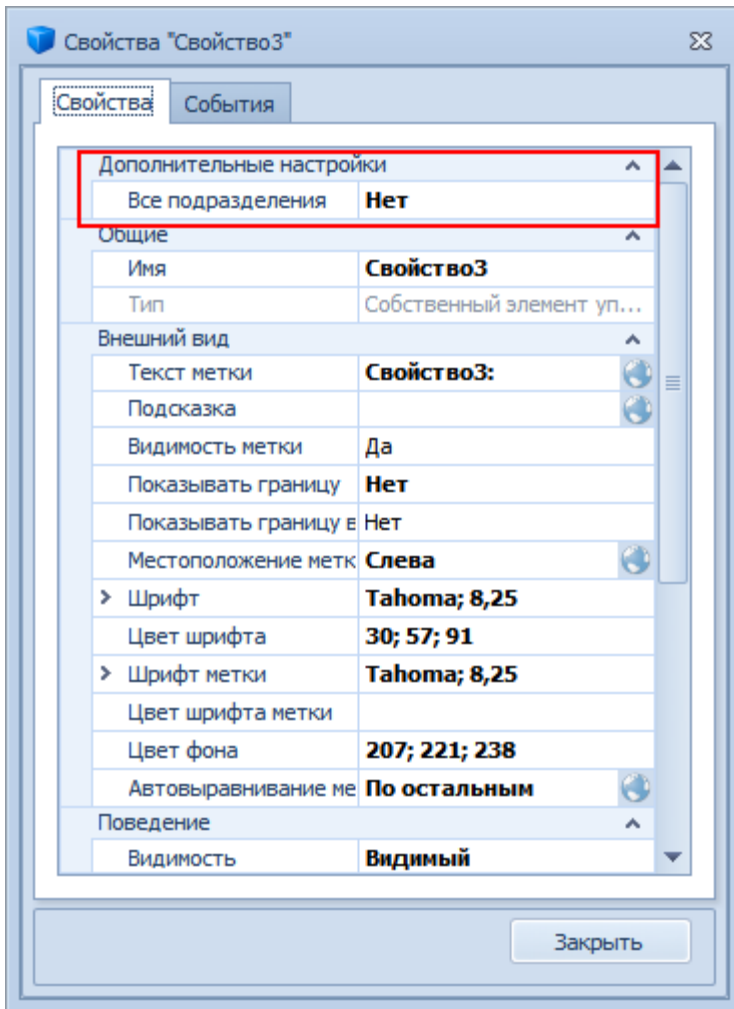 Свойства "Свойство3"
Свойства События
Дополнительные настройки
Все подразделения Нет
Общие
Имя Свойство3
Тип Собственный элемент уп...
Внешний вид
Текст метки Свойство3:
Подсказка
Видимость метки Да
Показывать границу Нет
Показывать границу в Нет
Местоположение метк Слева
Шрифт Tahoma; 8,25
Цвет шрифта 30; 57; 91
Шрифт метки Tahoma; 8,25
Цвет шрифта метки
Цвет фона 207; 221; 238
Автовыравнивание ме По остальным
Поведение
Видимость Видимый
Закрыть